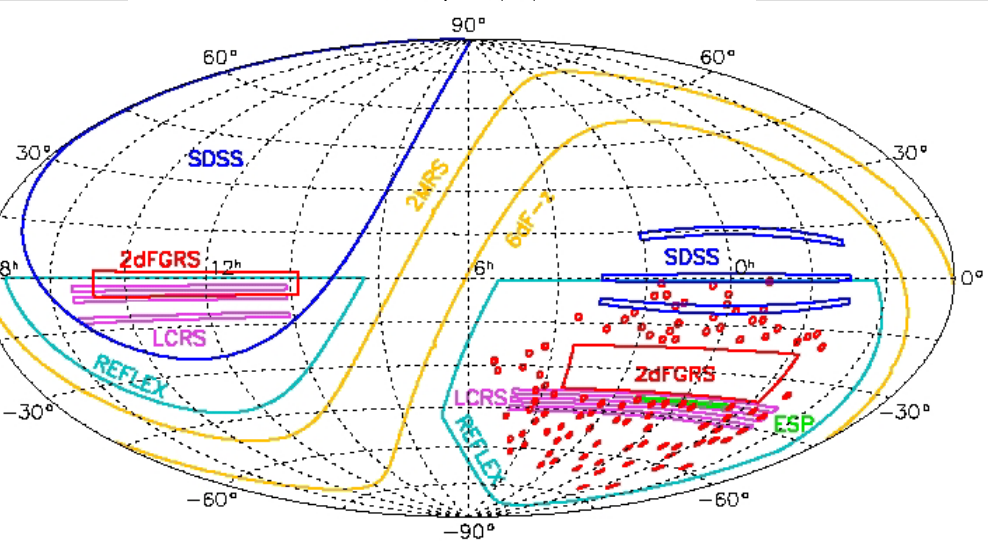 90°
60°
60°
30°
30°
SDSS
2MRS
6dF-z
2dFGRS
SDSS
8h
12h
6h
0h
0°
LCRS
REFLEX
2dFGRS
LCRS
-30°
-30°
ESP
REFLEX
-60°
-60°
-90°